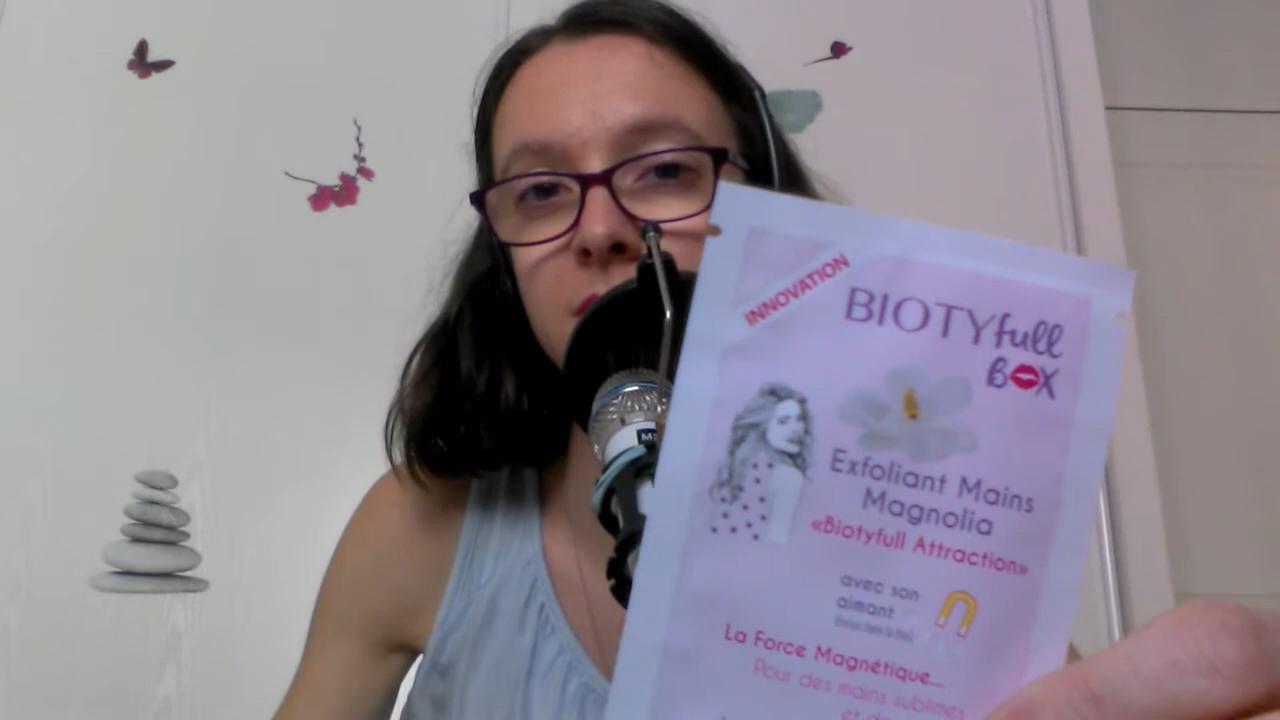 INNOVATION
BIOTYfull
BOX
Exfoliant Mains
Magnolia
«Biotyfull Attraction»
avec son
aimant
La Force Magnétique...
Pour des mains sublimes